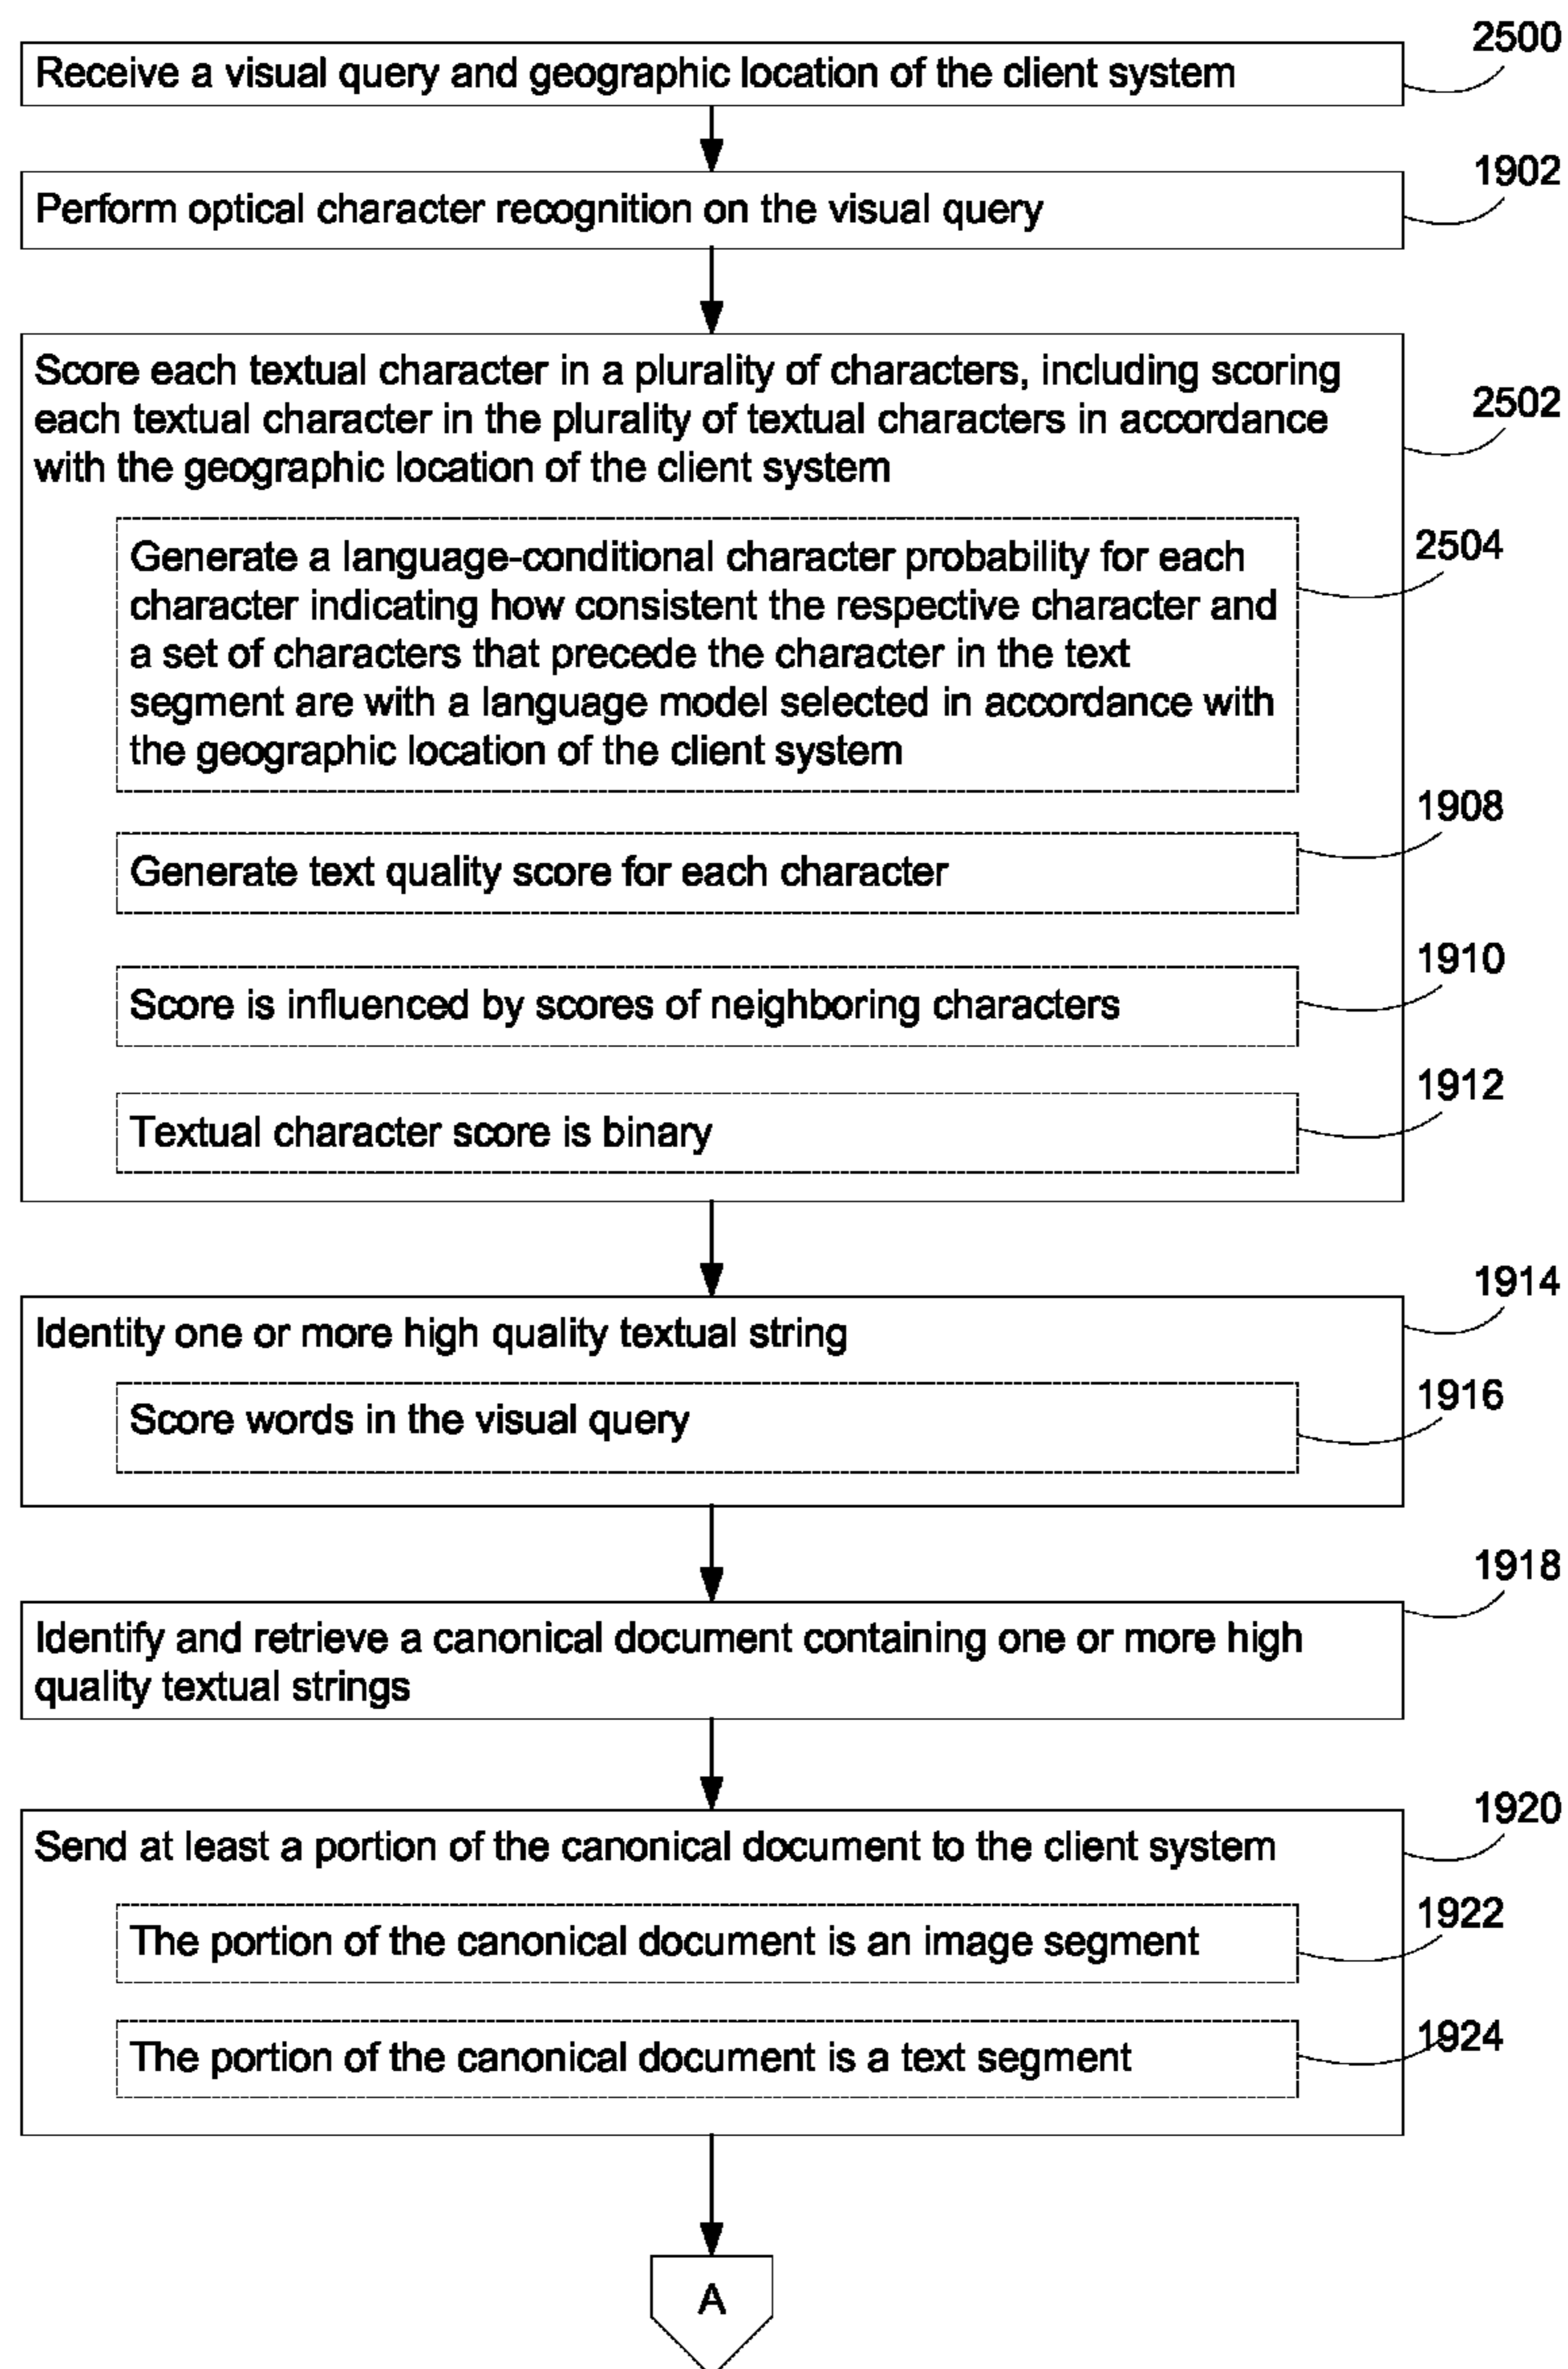 2500
Receive a visual query and geographic location of the client system
1902
Perform optical character recognition on the visual query
Score each textual character in a plurality of characters, including scoring
each textual character in the plurality of textual characters in accordance
with the geographic location of the client system
2502
Generate a language-conditional character probability for each
character indicating how consistent the respective character and
a set of characters that precede the character in the text
segment are with a language model selected in accordance with
the geographic location of the client system
2504
1908
Generate text quality score for each character
1910
Score is influenced by scores of neighboring characters
1912
Textual character score is binary
1914
Identity one or more high quality textual string
1916
Score words in the visual query
1918
Identify and retrieve a canonical document containing one or more high
quality textual strings
1920
Send at least a portion of the canonical document to the client system
1922
The portion of the canonical document is an image segment
1924
The portion of the canonical document is a text segment
A